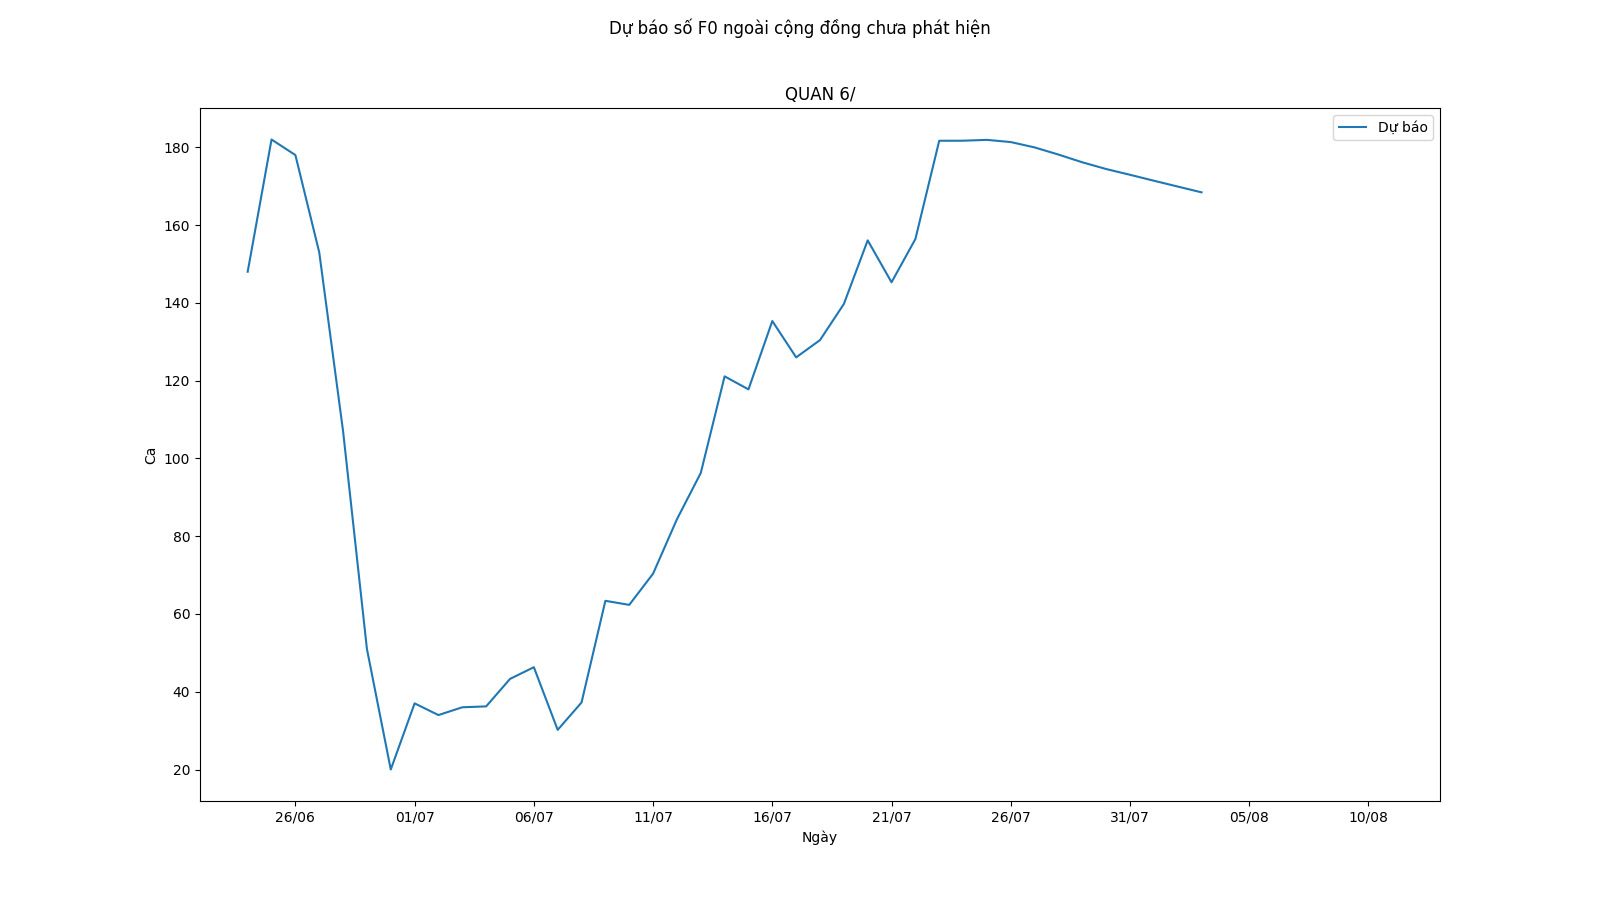 Dự báo số F0 ngoài cộng đồng chưa phát hiện
QUAN 6/
Dự báo
180
160
140
120
100
80
60
40
20
Ca
26/06 01/07 06/07 11/07 16/07 21/07 26/07 31/07 05/08 10/08
Ngày